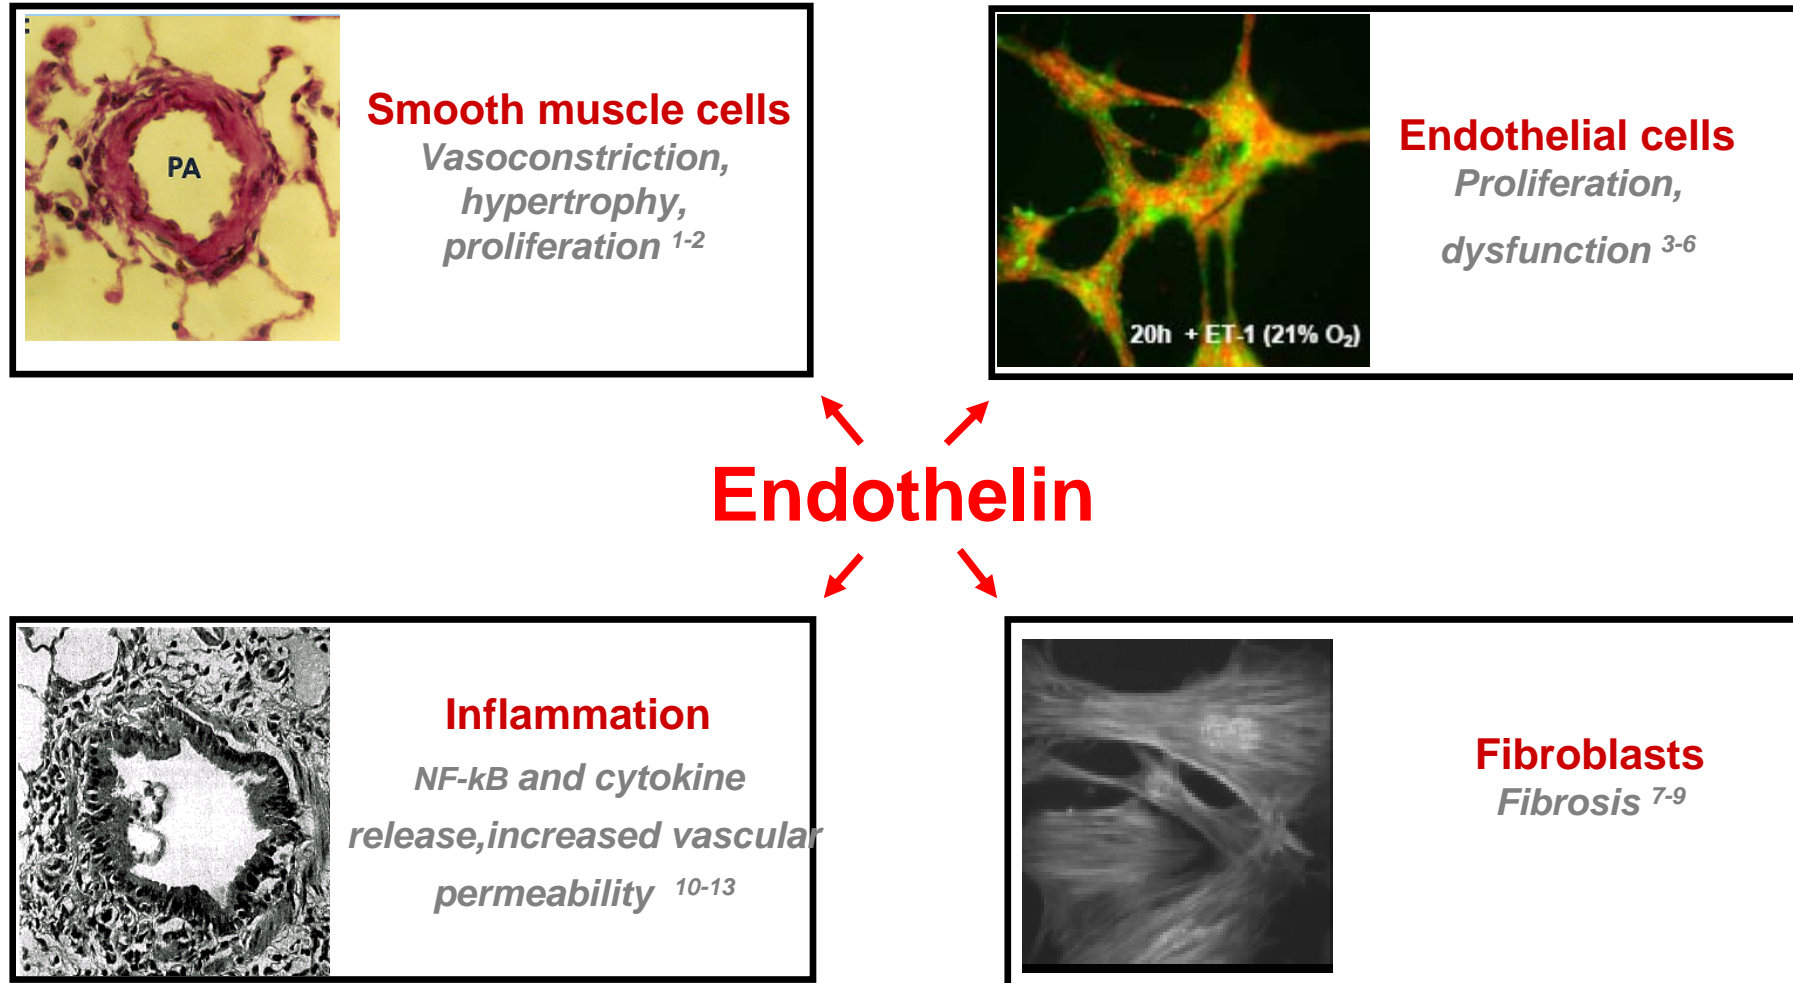 PA
Smooth muscle cells
Vasoconstriction,
hypertrophy,
proliferation 1-2
20h + ET-1 (21% O₂)
Endothelial cells
Proliferation,
dysfunction 3-6
Endothelin
Inflammation
NF-kB and cytokine
release,increased vascular
permeability 10-13
Fibroblasts
Fibrosis 7-9